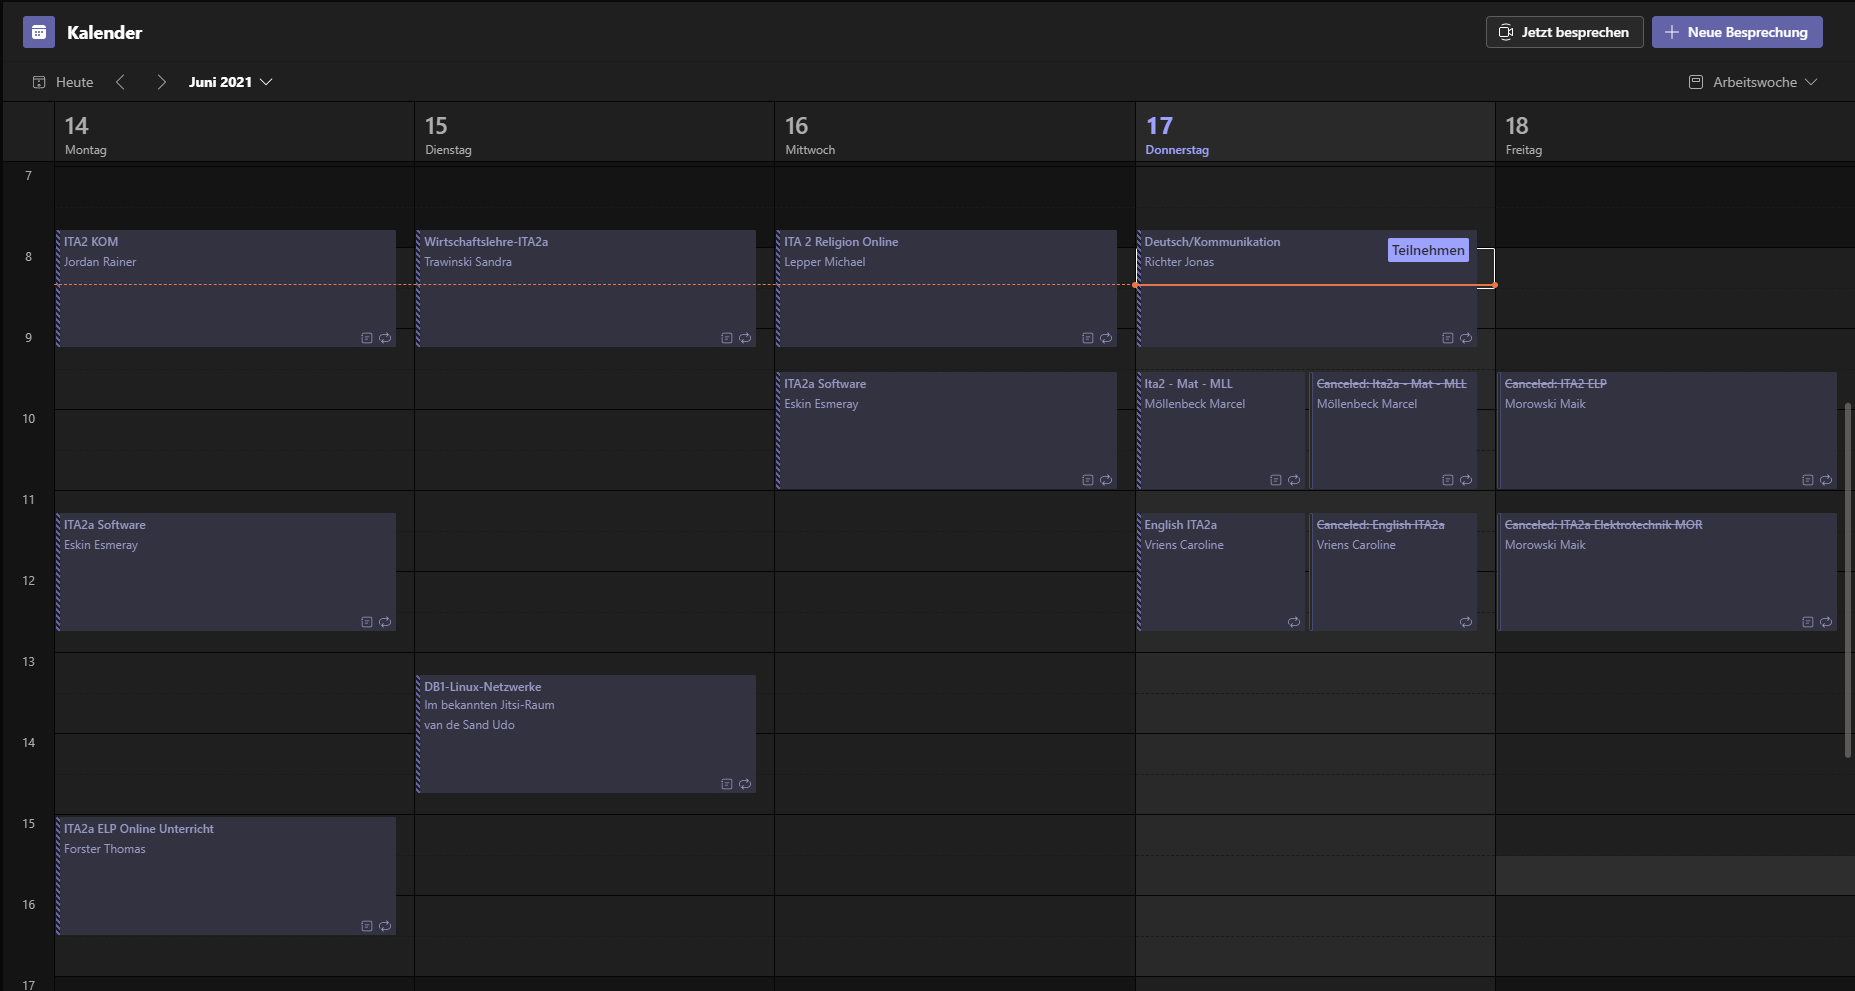 Kalender
Jetzt besprechen
Neue Besprechung
Heute
Juni 2021
Arbeitswoche
14
Montag
15
Dienstag
16
Mittwoch
17
Donnerstag
18
Freitag
7
8
9
10
11
12
13
14
15
16
17
ITA2 KOM
Jordan Rainer
ITA2a Software
Eskin Esmeray
ITA2a ELP Online Unterricht
Forster Thomas
Wirtschaftslehre-ITA2a
Trawinski Sandra
DB1-Linux-Netzwerke
Im bekannten Jitsi-Raum
van de Sand Udo
ITA 2 Religion Online
Lepper Michael
ITA2a Software
Eskin Esmeray
Deutsch/Kommunikation
Richter Jonas
Teilnehmen
Ita2 - Mat - MLL
Möllenbeck Marcel
Canceled: Ita2a - Mat - MLL
Möllenbeck Marcel
English ITA2a
Vriens Caroline
Canceled: English ITA2a
Vriens Caroline
Canceled: ITA2 ELP
Morowski Maik
Canceled: ITA2a Elektrotechnik MOR
Morowski Maik